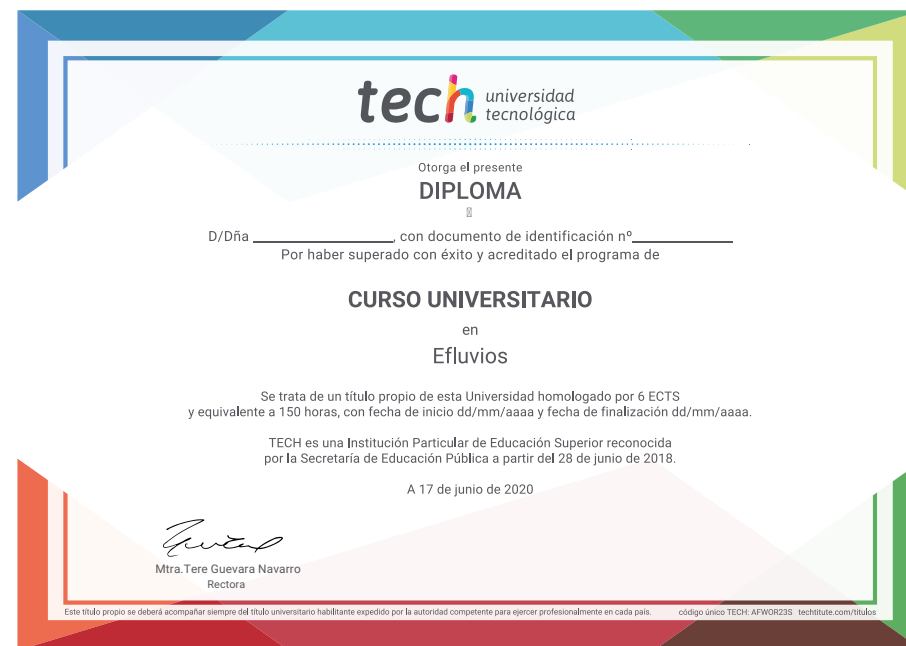 tech universidad
tecnológica
Otorga el presente
DIPLOMA
D/Dña ____________________, con documento de identificación nº______________
Por haber superado con éxito y acreditado el programa de
CURSO UNIVERSITARIO
en
Efluvios
Se trata de un título propio de esta Universidad homologado por 6 ECTS
y equivalente a 150 horas, con fecha de inicio dd/mm/aaaa y fecha de finalización dd/mm/aaaa.
TECH es una Institución Particular de Educación Superior reconocida
por la Secretaría de Educación Pública a partir del 28 de junio de 2018.
A 17 de junio de 2020
Mtra.Tere Guevara Navarro
Rectora
Este título propio se deberá acompañar siempre del título universitario habilitante expedido por la autoridad competente para ejercer profesionalmente en cada país. código único TECH: AFWOR23S techtitute.com/titulos